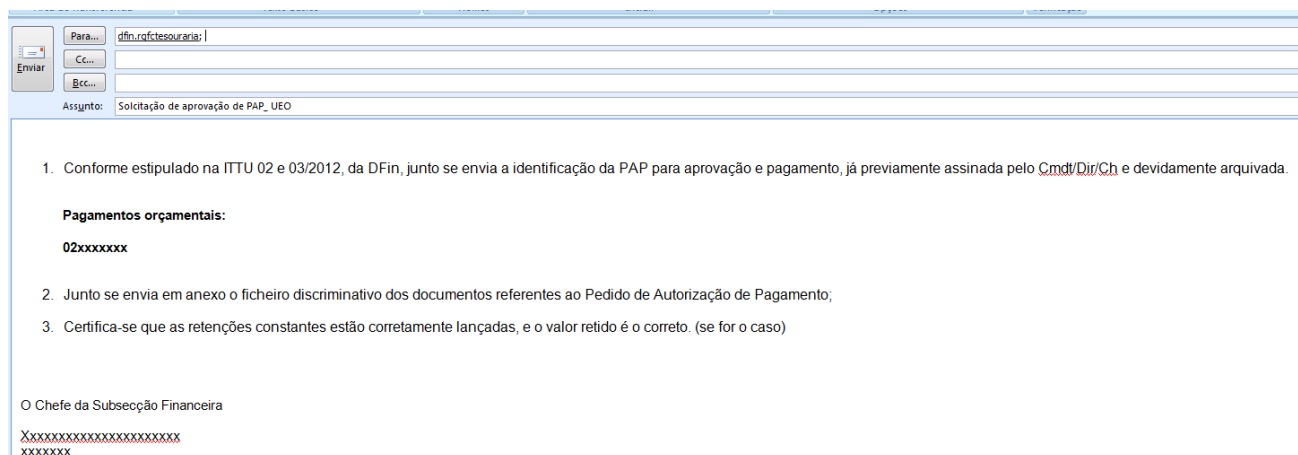 Para...
dfin.rqfctesouraria;
Enviar
Cc...
Bcc...
Assunto:
Solcitação de aprovação de PAP_ UEO
1. Conforme estipulado na ITTU 02 e 03/2012, da DFin, junto se envia a identificação da PAP para aprovação e pagamento, já previamente assinada pelo Cmdt/Dir/Ch e devidamente arquivada.
Pagamentos orçamentais:
02xxxxxxx
2. Junto se envia em anexo o ficheiro discriminativo dos documentos referentes ao Pedido de Autorização de Pagamento;
3. Certifica-se que as retenções constantes estão corretamente lançadas, e o valor retido é o correto. (se for o caso)
O Chefe da Subsecção Financeira
Xxxxxxxxxxxxxxxxxxxxxx
xxxxxxx